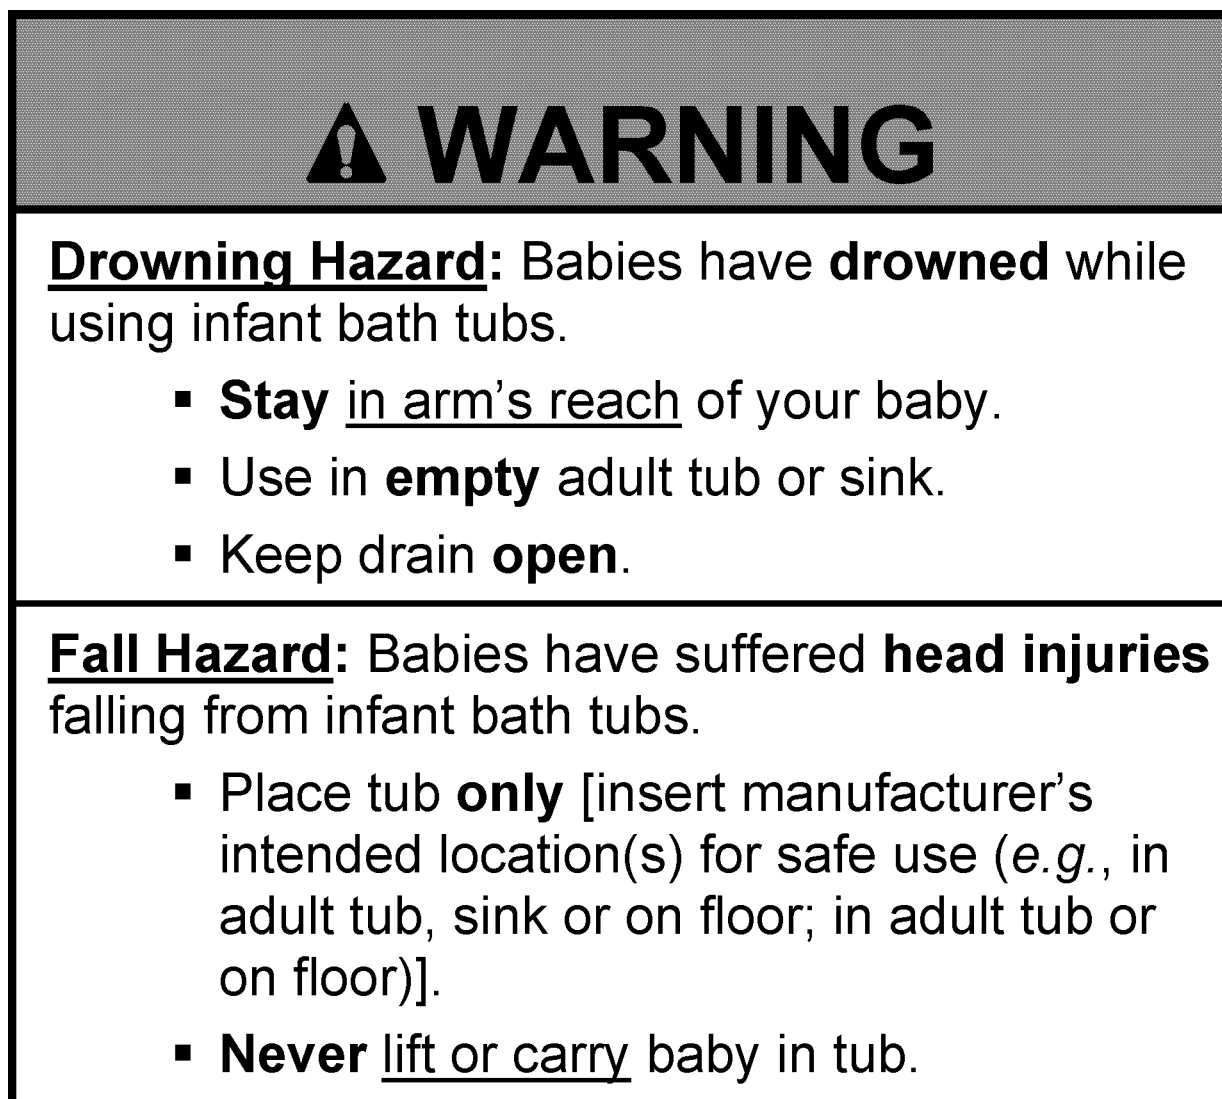 ⚠ WARNING
Drowning Hazard: Babies have drowned while
using infant bath tubs.
▪ Stay in arm’s reach of your baby.
▪ Use in empty adult tub or sink.
▪ Keep drain open.
Fall Hazard: Babies have suffered head injuries
falling from infant bath tubs.
▪ Place tub only [insert manufacturer’s
intended location(s) for safe use (e.g., in
adult tub, sink or on floor; in adult tub or
on floor)].
▪ Never lift or carry baby in tub.